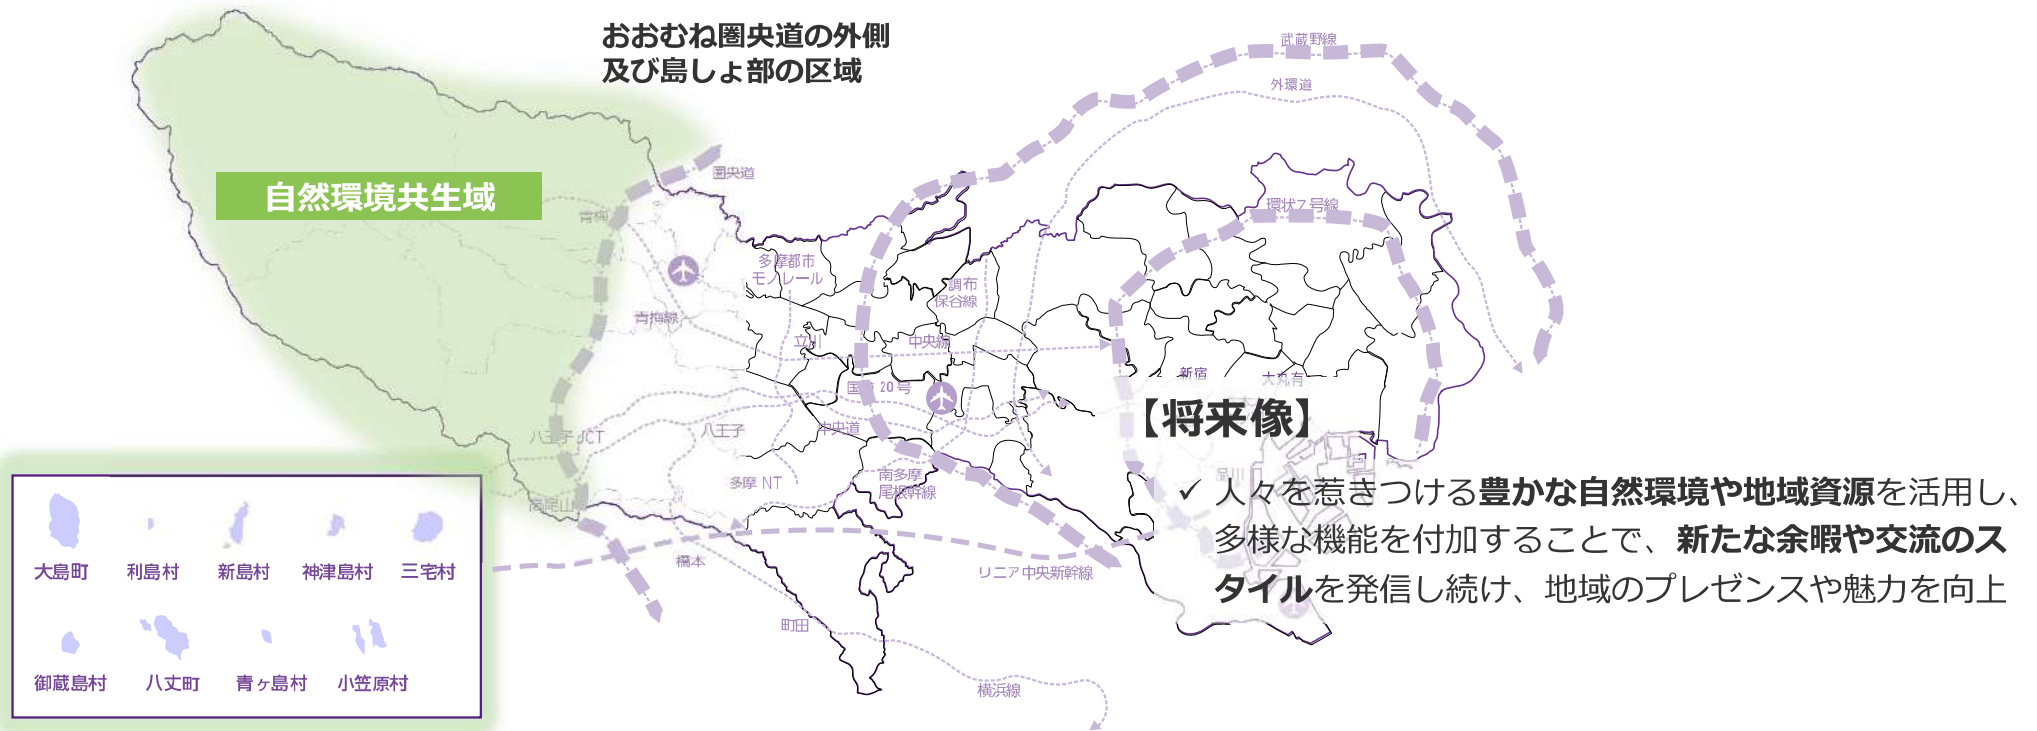 おおむね圏央道の外側
及び島しょ部の区域
武蔵野線
外環道
圏央道
自然環境共生域
青梅
環状7号線
多摩都市
モノレール
調布
保谷線
青梅線
立川
中央線
新宿
大丸有
国道20号
【将来像】
八王子JCT
八王子
中央道
多摩NT
南多摩
尾根幹線
品川
高尾山
✓ 人々を惹きつける豊かな自然環境や地域資源を活用し、
多様な機能を付加することで、新たな余暇や交流のス
タイルを発信し続け、地域のプレゼンスや魅力を向上
橋本
リニア中央新幹線
町田
横浜線
大島町
利島村
新島村
神津島村
三宅村
御蔵島村
八丈町
青ヶ島村
小笠原村